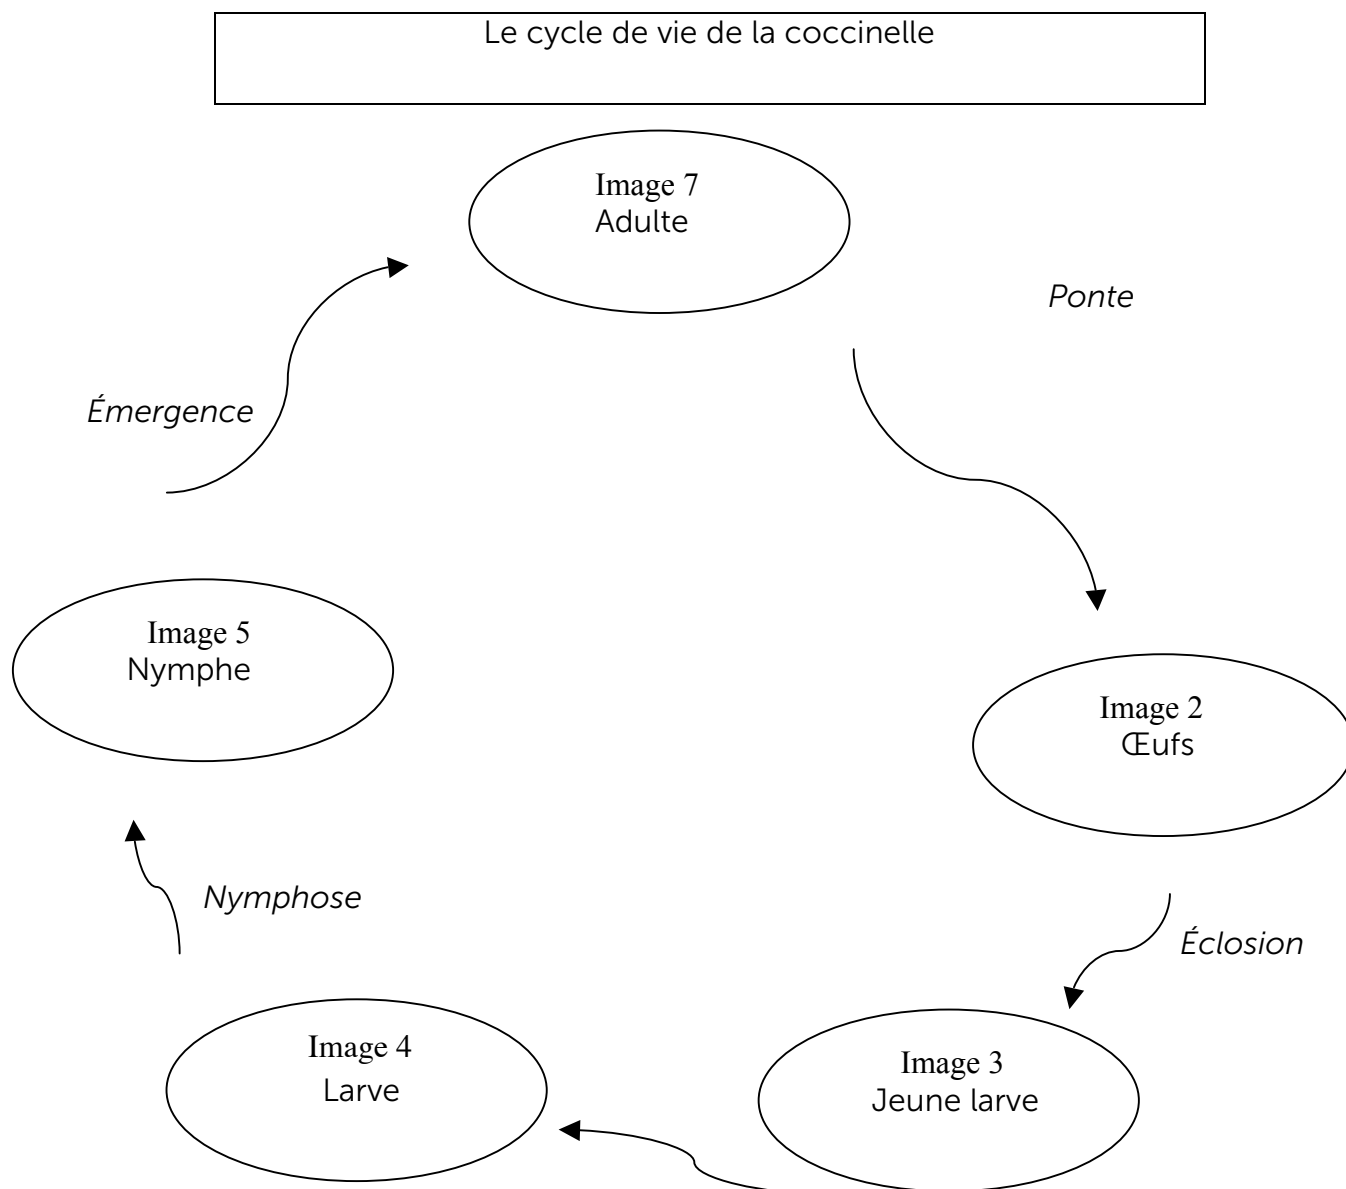 Le cycle de vie de la coccinelle
Image 7
Adulte
Ponte
Émergence
Image 5
Nymphe
Image 2
Œufs
Nymphose
Éclosion
Image 4
Larve
Image 3
Jeune larve